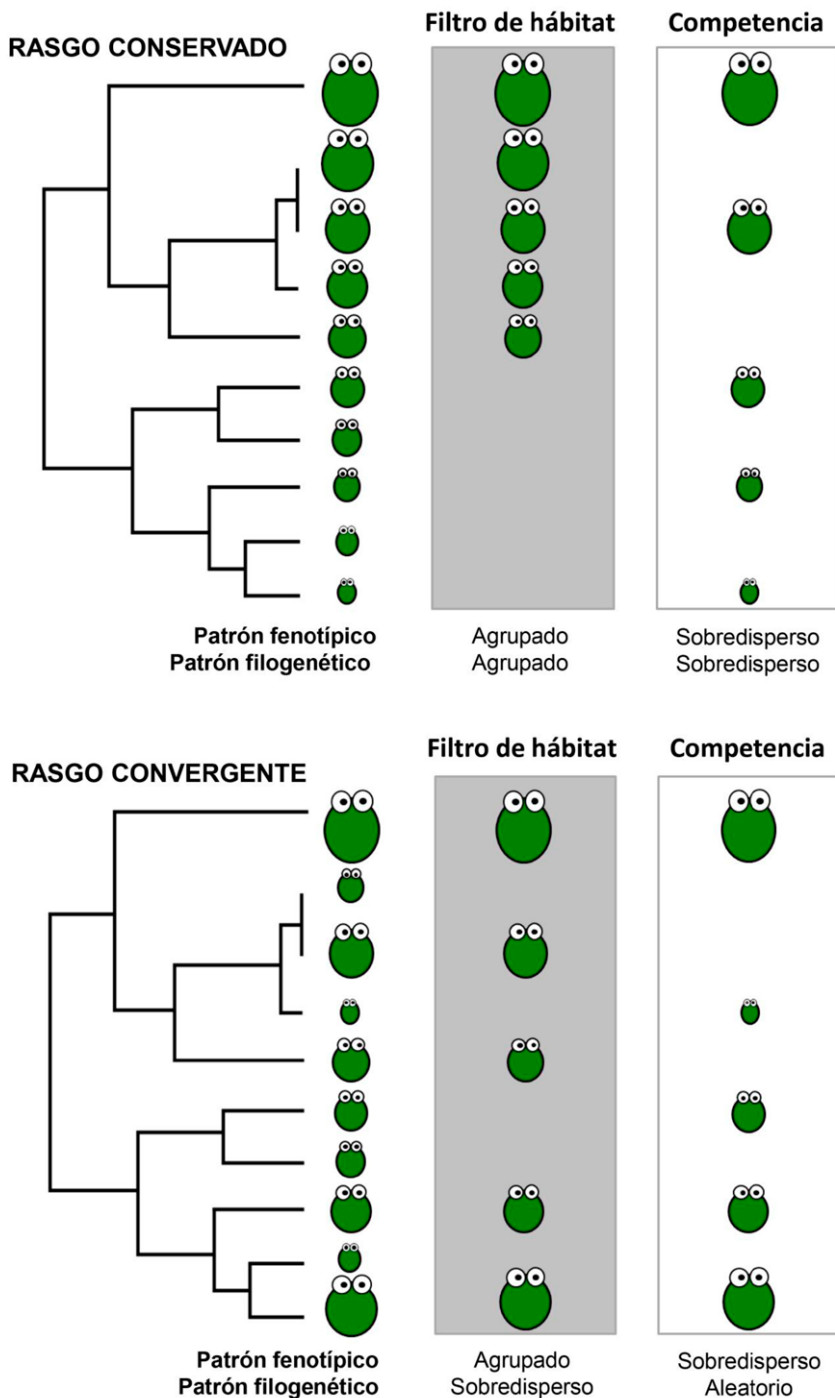 Filtro de hábitat Competencia
RASGO CONSERVADO
Patrón fenotípico Agrupado Sobredisperso
Patrón filogenético Agrupado Sobredisperso
Filtro de hábitat Competencia
RASGO CONVERGENTE
Patrón fenotípico Agrupado Sobredisperso
Patrón filogenético Sobredisperso Aleatorio